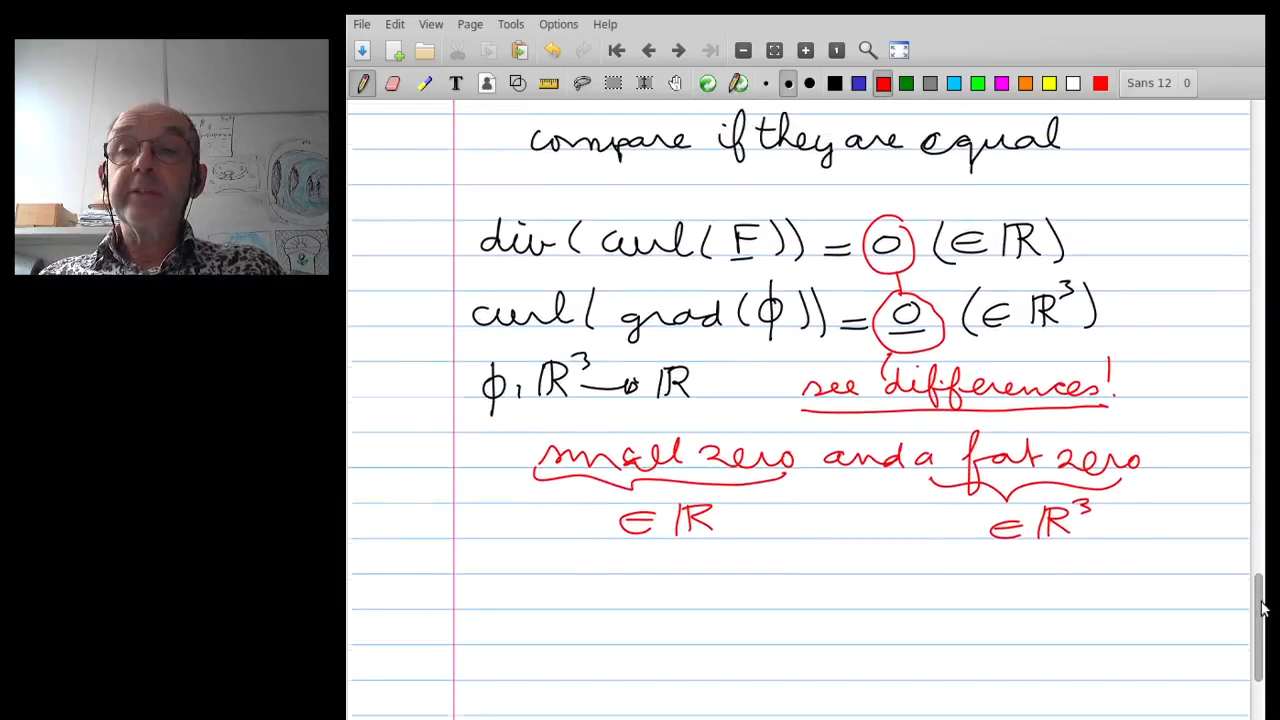 File Edit View Page Tools Options Help
Sans 12 0
compare if they are equal
div(curl(F)) = 0 (∈ ℝ)
curl(grad(ϕ)) = 0 (∈ ℝ³)
ϕ: ℝ³ → ℝ see differences!
small zero and a fat zero
∈ ℝ ∈ ℝ³